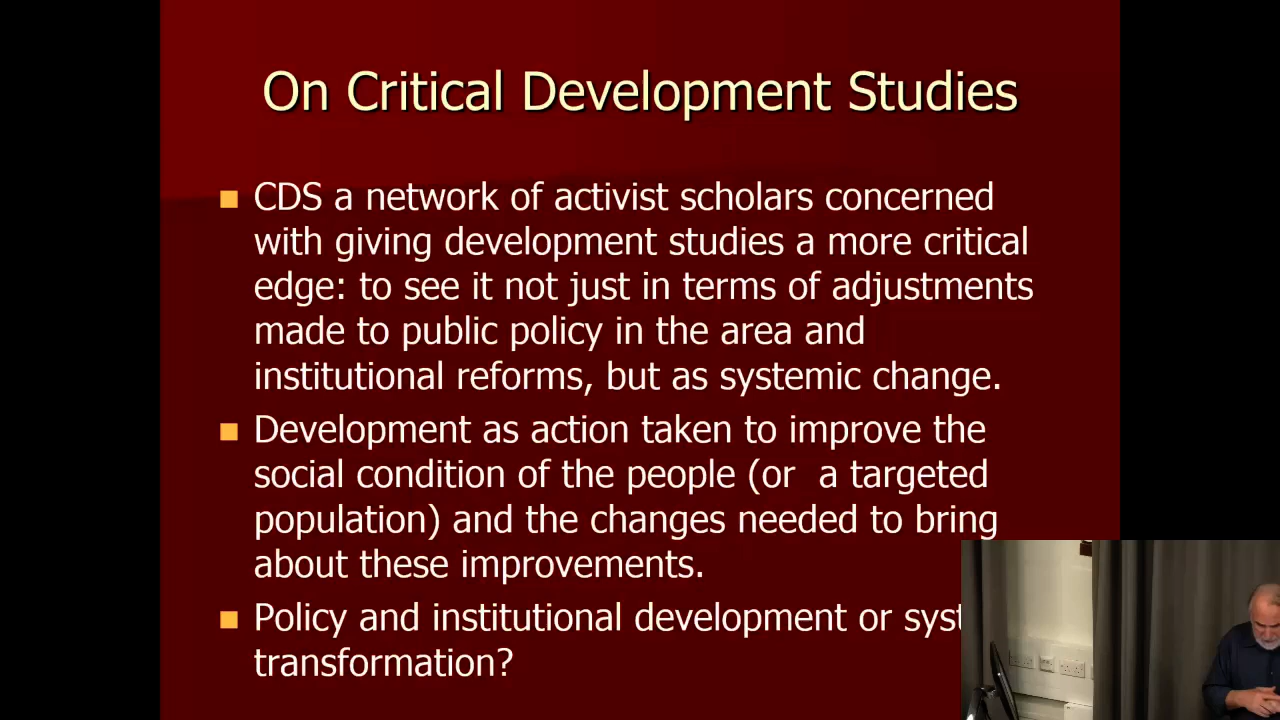 On Critical Development Studies
CDS a network of activist scholars concerned
with giving development studies a more critical
edge: to see it not just in terms of adjustments
made to public policy in the area and
institutional reforms, but as systemic change.
Development as action taken to improve the
social condition of the people (or  a targeted
population) and the changes needed to bring
about these improvements.
Policy and institutional development or
transformation?